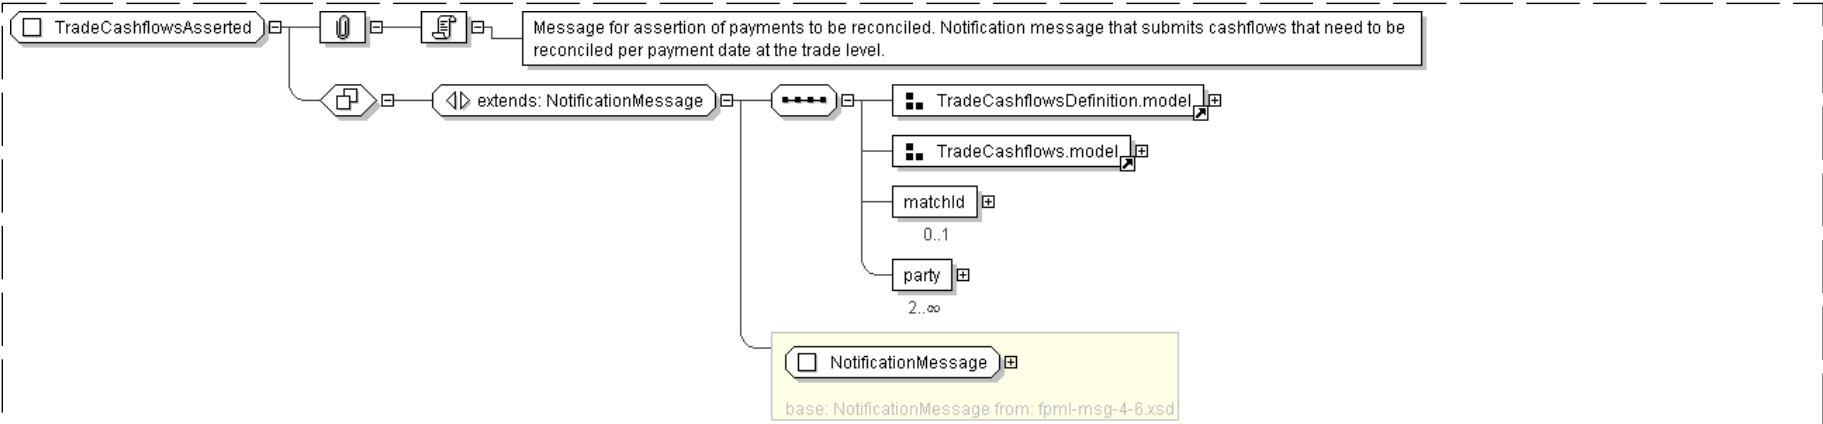 TradeCashflowsAsserted
Message for assertion of payments to be reconciled. Notification message that submits cashflows that need to be
reconciled per payment date at the trade level.
extends: NotificationMessage
TradeCashflowsDefinition.model
TradeCashflows.model
matchId
0..1
party
2..∞
NotificationMessage
base: NotificationMessage from: fpml-msg-4-6.xsd